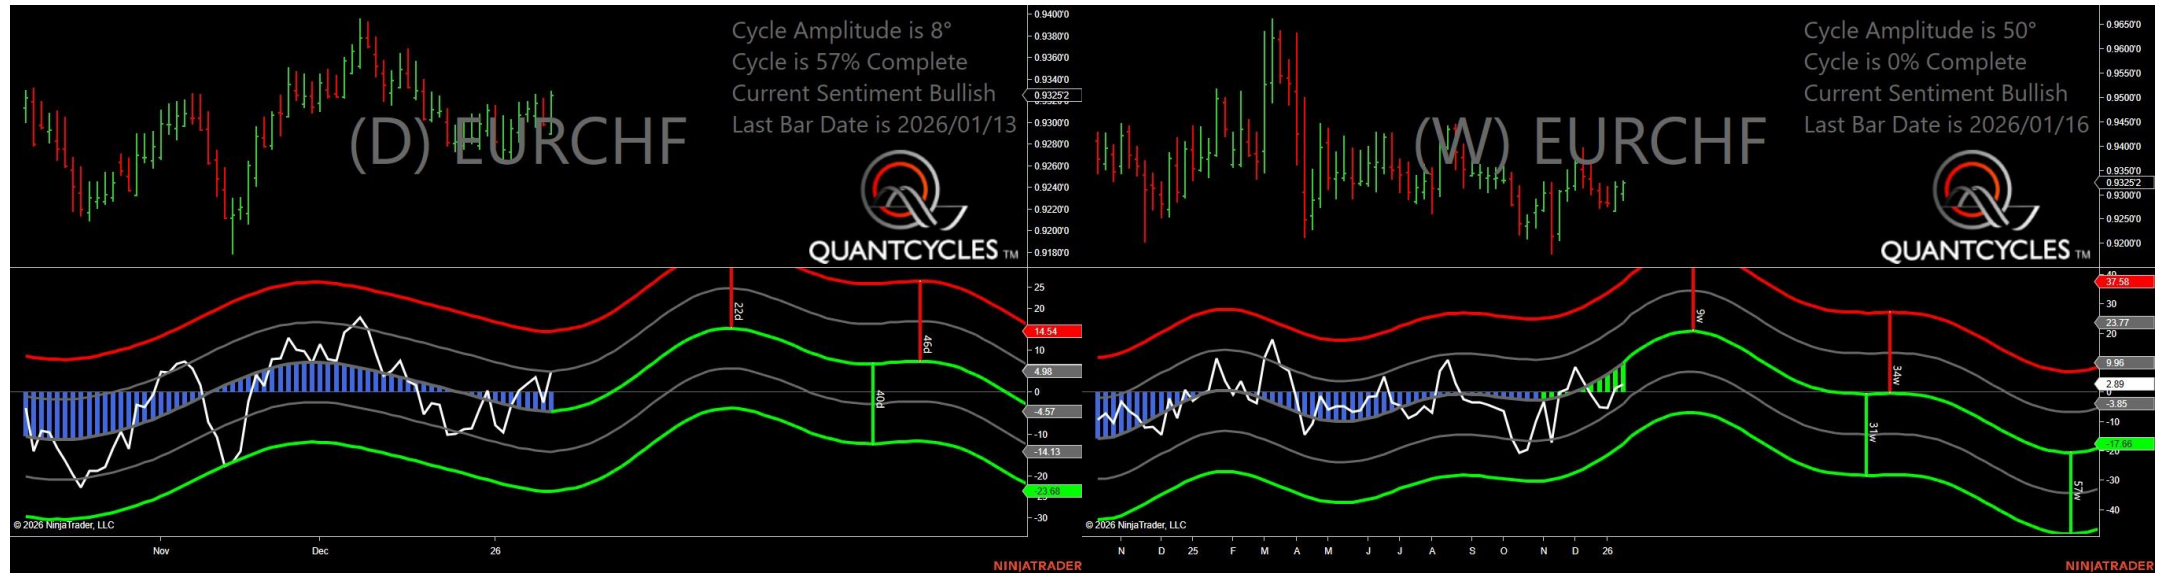 Cycle Amplitude is 8°
Cycle is 57% Complete
Current Sentiment Bullish
Last Bar Date is 2026/01/13
(D) EURCHF
QUANTCYCLES TM
0.9400'0
0.9380'0
0.9360'0
0.9340'0
0.9325'2
0.9300'0
0.9280'0
0.9260'0
0.9240'0
0.9220'0
0.9200'0
0.9180'0
22d
46d
40d
25
20
14.54
10
4.98
0
-4.57
-10
-14.13
-20
-23.68
-30
© 2026 NinjaTrader, LLC
Nov
Dec
26
NINJATRADER
Cycle Amplitude is 50°
Cycle is 0% Complete
Current Sentiment Bullish
Last Bar Date is 2026/01/16
(W) EURCHF
QUANTCYCLES TM
0.9650'0
0.9600'0
0.9550'0
0.9500'0
0.9450'0
0.9400'0
0.9350'0
0.9325'2
0.9300'0
0.9250'0
0.9200'0
9w
34w
31w
57w
40
37.58
30
23.77
20
9.96
2.89
0
-3.85
-10
-17.66
-20
-30
-40
© 2026 NinjaTrader, LLC
N
D
25
F
M
A
M
J
J
A
S
O
N
D
26
NINJATRADER